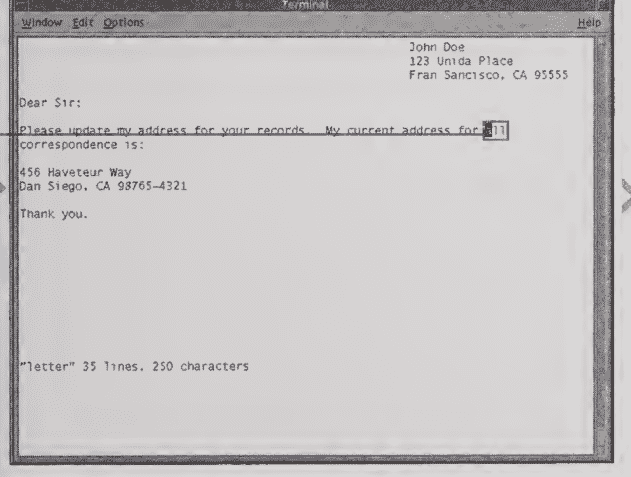 Terminal
Window Edit Options Help
John Doe
123 Unida Place
Fran Sancisco, CA 95555
Dear Sir:
Please update my address for your records. My current address for all
correspondence is:
456 Haveteur Way
Dan Siego, CA 98765-4321
Thank you.
"letter" 35 lines, 250 characters